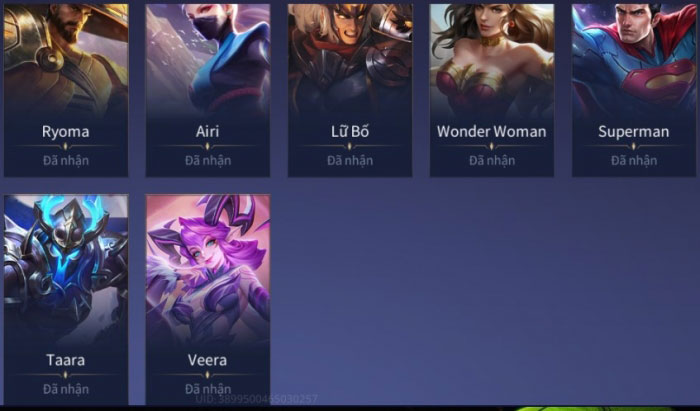 Ryoma
Đã nhận
Airi
Đã nhận
Lữ Bố
Đã nhận
Wonder Woman
Đã nhận
Superman
Đã nhận
Taara
Đã nhận
Veera
Đã nhận
UID: 3899500465030257